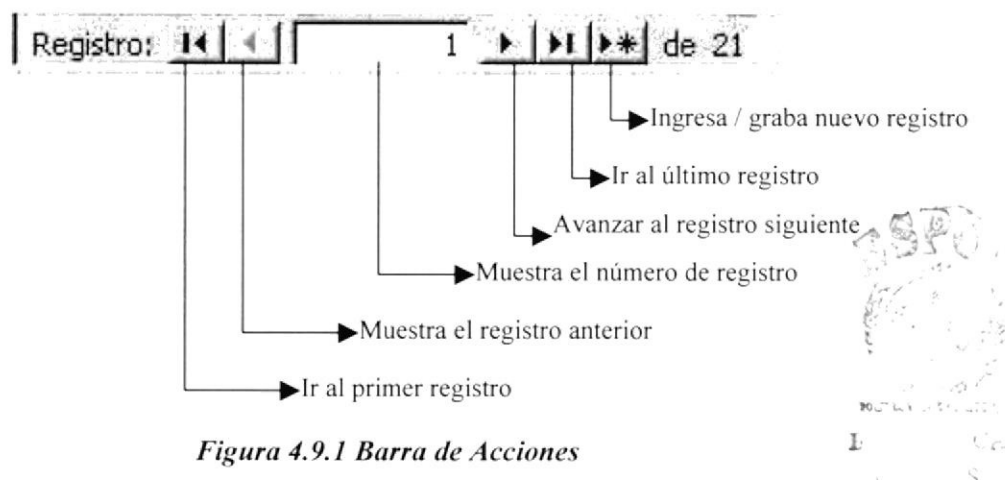 Registro: 1 de 21
Ingresa / graba nuevo registro
Ir al último registro
Avanzar al registro siguiente
Muestra el número de registro
Muestra el registro anterior
Ir al primer registro
Figura 4.9.1 Barra de Acciones